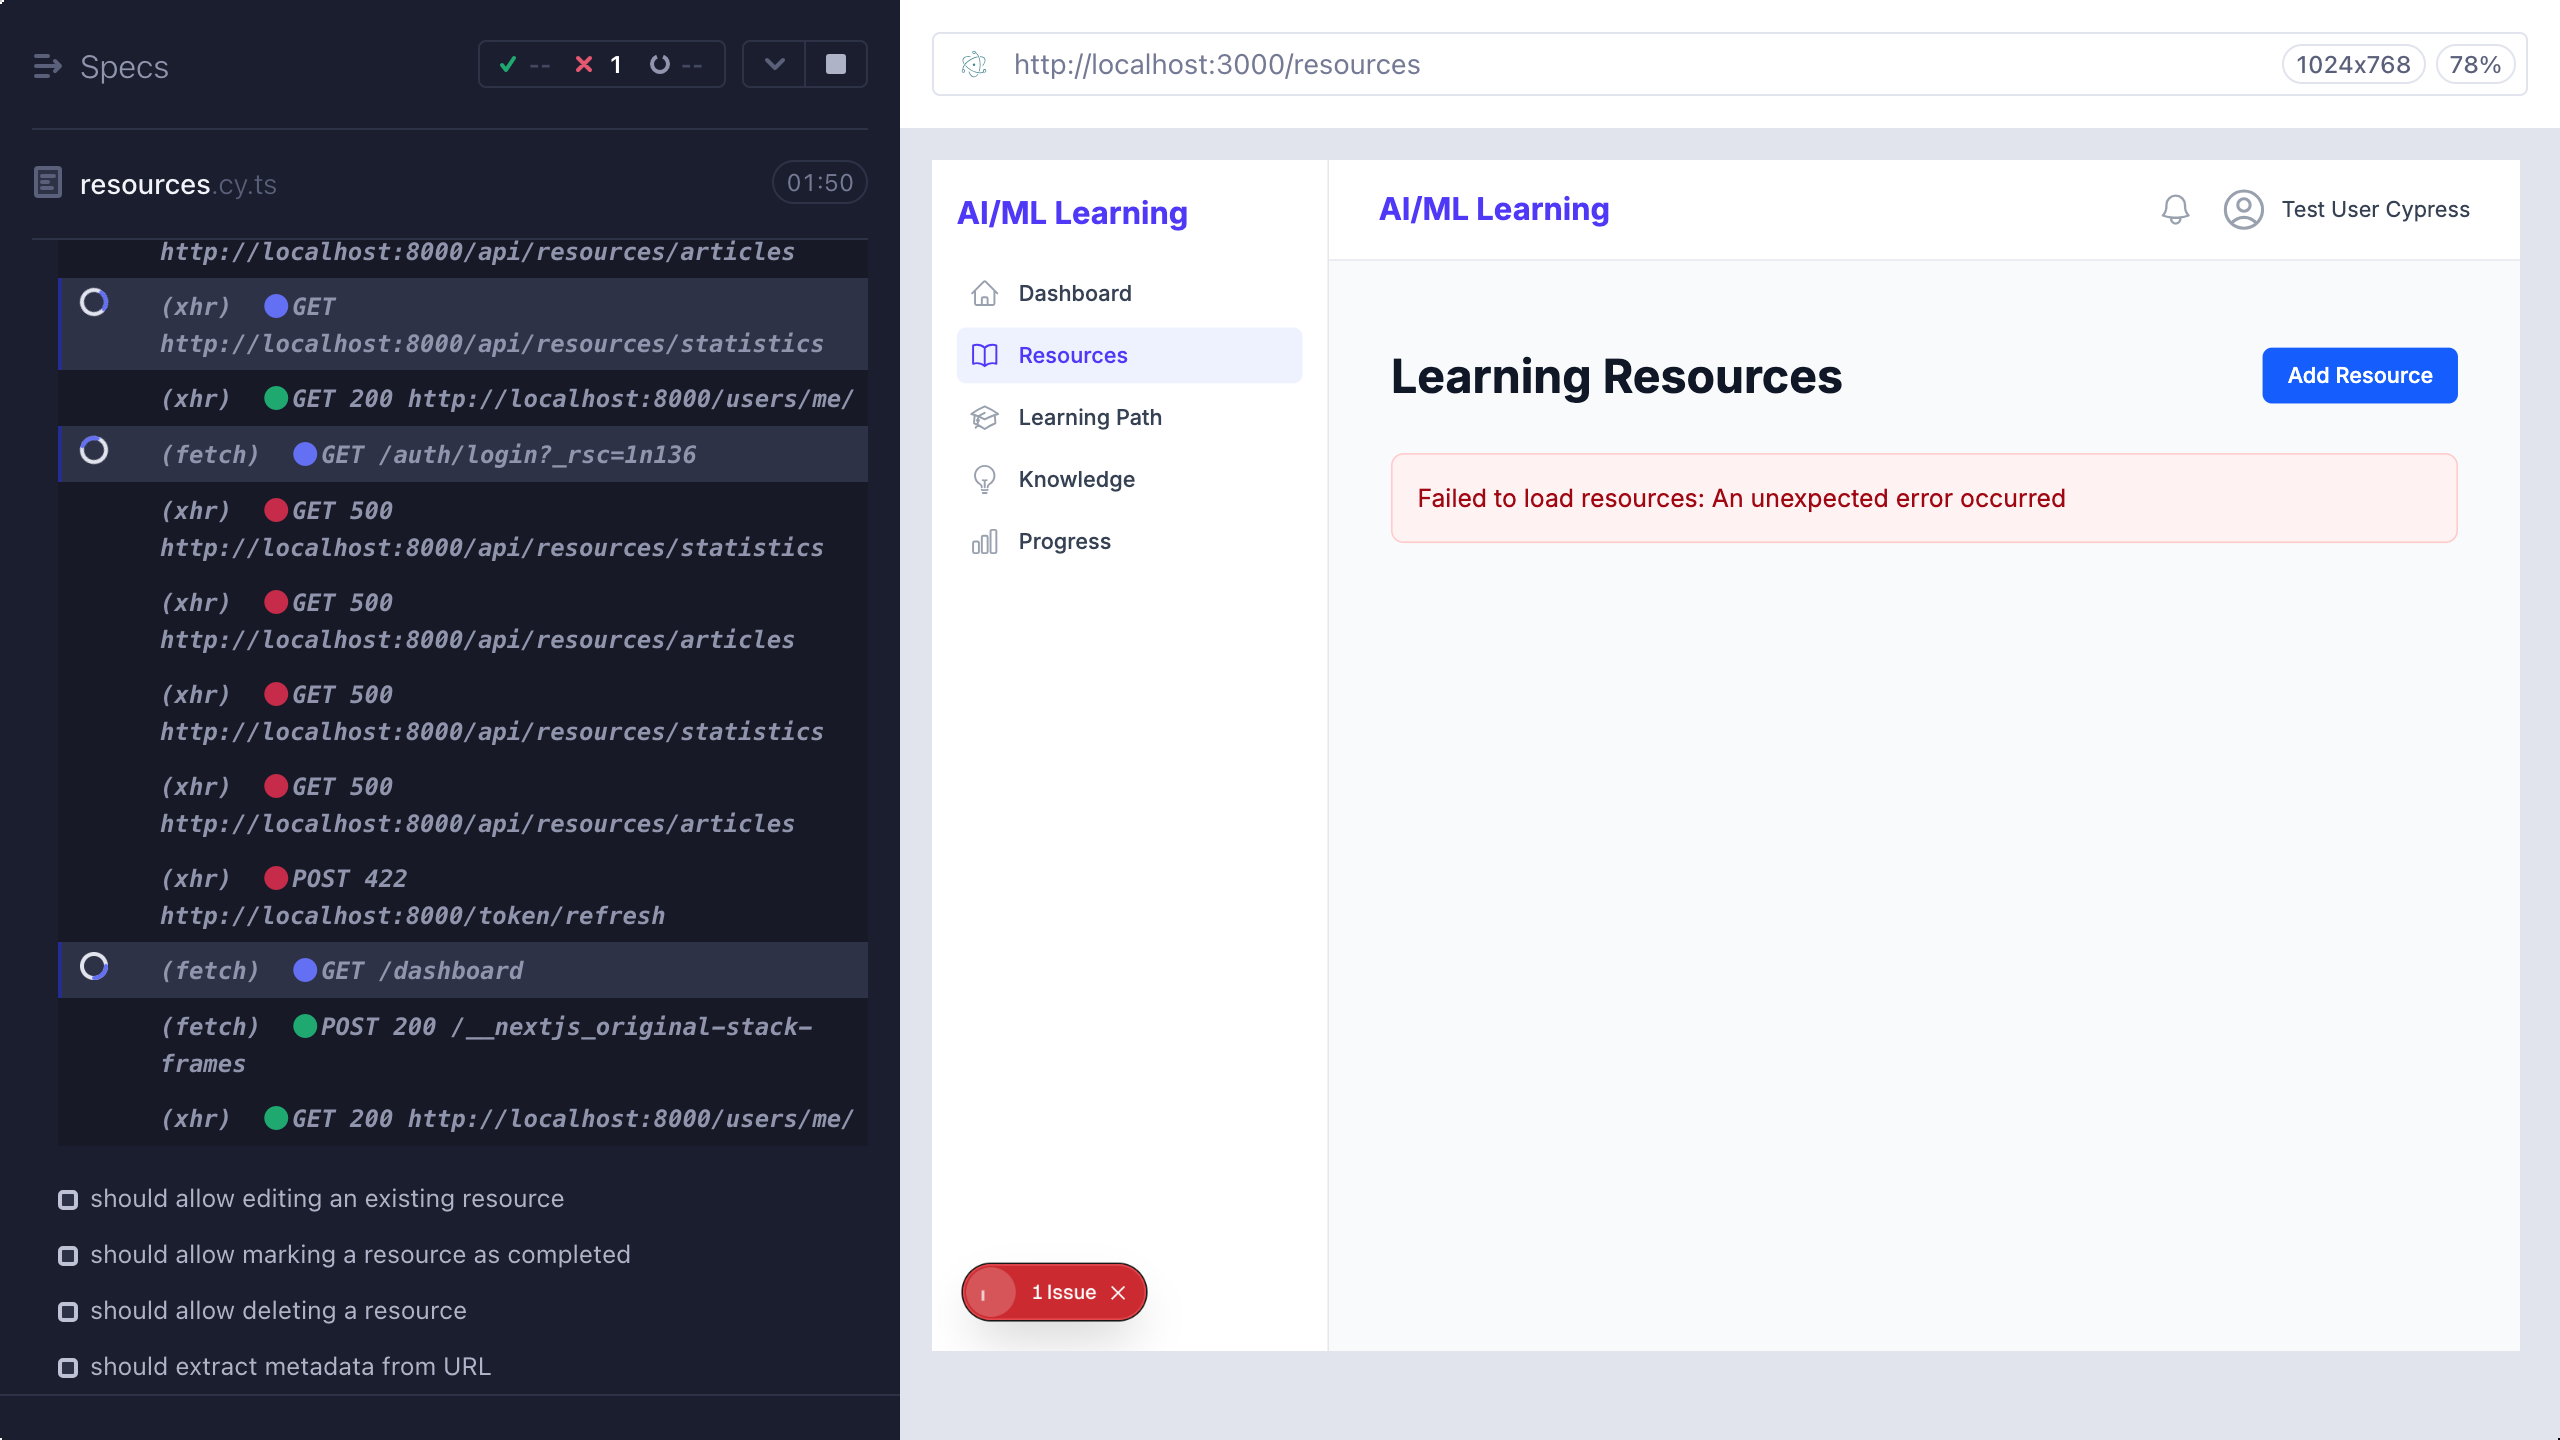 Specs
-- 1 --
resources.cy.ts
01:50
http://localhost:8000/api/resources/articles
(xhr) GET
http://localhost:8000/api/resources/statistics
(xhr) GET 200 http://localhost:8000/users/me/
(fetch) GET /auth/login?_rsc=1n136
(xhr) GET 500
http://localhost:8000/api/resources/statistics
(xhr) GET 500
http://localhost:8000/api/resources/articles
(xhr) GET 500
http://localhost:8000/api/resources/statistics
(xhr) GET 500
http://localhost:8000/api/resources/articles
(xhr) POST 422
http://localhost:8000/token/refresh
(fetch) GET /dashboard
(fetch) POST 200 /__nextjs_original-stack-
frames
(xhr) GET 200 http://localhost:8000/users/me/
should allow editing an existing resource
should allow marking a resource as completed
should allow deleting a resource
should extract metadata from URL
http://localhost:3000/resources
1024x768
78%
AI/ML Learning
Dashboard
Resources
Learning Path
Knowledge
Progress
1 Issue
AI/ML Learning
Test User Cypress
Learning Resources
Add Resource
Failed to load resources: An unexpected error occurred